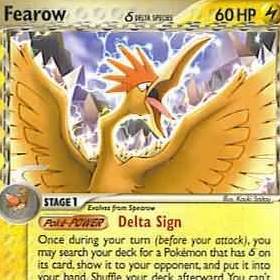 Fearow δ DELTA SPECIES 60 HP
Illus. Kouki Saitou
STAGE 1 Evolves from Spearow
Poké-POWER Delta Sign
Once during your turn (before your attack), you
may search your deck for a Pokémon that has δ on
its card, show it to your opponent, and put it into
your hand. Shuffle your deck afterward. You can't